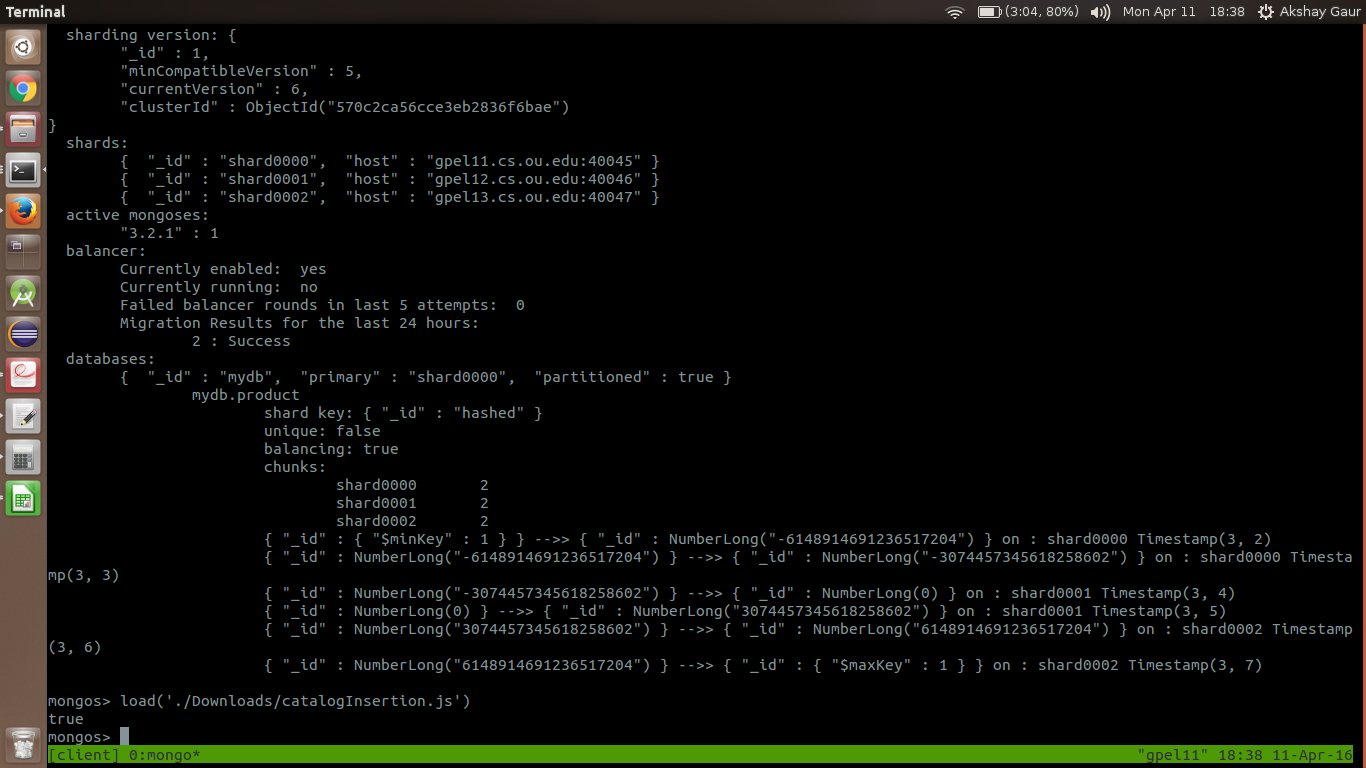 Terminal
(3:04, 80%) Mon Apr 11 18:38 Akshay Gaur
sharding version: {
"_id" : 1,
"minCompatibleVersion" : 5,
"currentVersion" : 6,
"clusterId" : ObjectId("570c2ca56cce3eb2836f6bae")
}
shards:
{ "_id" : "shard0000", "host" : "gpel11.cs.ou.edu:40045" }
{ "_id" : "shard0001", "host" : "gpel12.cs.ou.edu:40046" }
{ "_id" : "shard0002", "host" : "gpel13.cs.ou.edu:40047" }
active mongoses:
"3.2.1" : 1
balancer:
Currently enabled: yes
Currently running: no
Failed balancer rounds in last 5 attempts: 0
Migration Results for the last 24 hours:
2 : Success
databases:
{ "_id" : "mydb", "primary" : "shard0000", "partitioned" : true }
mydb.product
shard key: { "_id" : "hashed" }
unique: false
balancing: true
chunks:
shard0000 2
shard0001 2
shard0002 2
{ "_id" : { "$minKey" : 1 } } -->> { "_id" : NumberLong("-6148914691236517204") } on : shard0000 Timestamp(3, 2)
{ "_id" : NumberLong("-6148914691236517204") } -->> { "_id" : NumberLong("-3074457345618258602") } on : shard0000 Timesta
mp(3, 3)
{ "_id" : NumberLong("-3074457345618258602") } -->> { "_id" : NumberLong(0) } on : shard0001 Timestamp(3, 4)
{ "_id" : NumberLong(0) } -->> { "_id" : NumberLong("3074457345618258602") } on : shard0001 Timestamp(3, 5)
{ "_id" : NumberLong("3074457345618258602") } -->> { "_id" : NumberLong("6148914691236517204") } on : shard0002 Timestamp
(3, 6)
{ "_id" : NumberLong("6148914691236517204") } -->> { "_id" : { "$maxKey" : 1 } } on : shard0002 Timestamp(3, 7)
mongos> load('./Downloads/catalogInsertion.js')
true
mongos>
[client] 0:mongo* "gpel11" 18:38 11-Apr-16